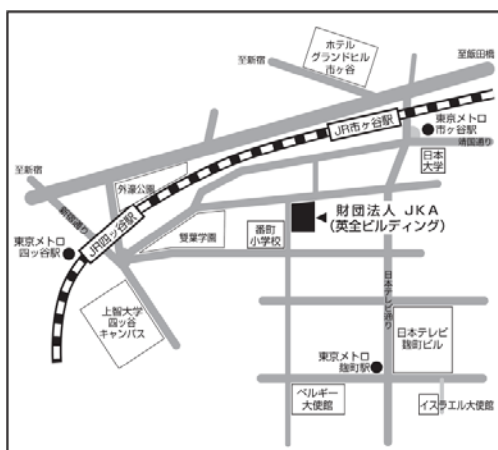 至新宿
ホテル
グランドヒル
市ヶ谷
至飯田橋
JR市ヶ谷駅
東京メトロ
市ヶ谷駅
靖国通り
日本
大学
至新宿
外濠公園
新宿通り
JR四ッ谷駅
東京メトロ
四ッ谷駅
雙葉学園
番町
小学校
財団法人 JKA
(英全ビルディング)
上智大学
四ッ谷
キャンパス
日本テレビ通り
日本テレビ
麹町ビル
東京メトロ
麹町駅
ベルギー
大使館
イスラエル大使館